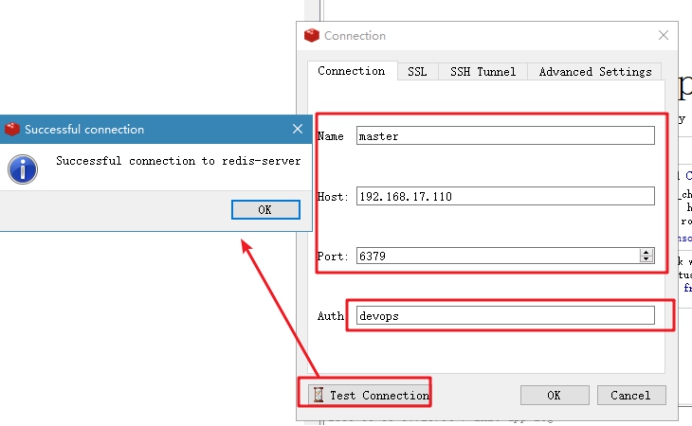 Connection
Connection
SSL
SSH Tunnel
Advanced Settings
Successful connection
Successful connection to redis-server
OK
Name
master
Host:
192.168.17.110
Port:
6379
Auth
devops
Test Connection
OK
Cancel